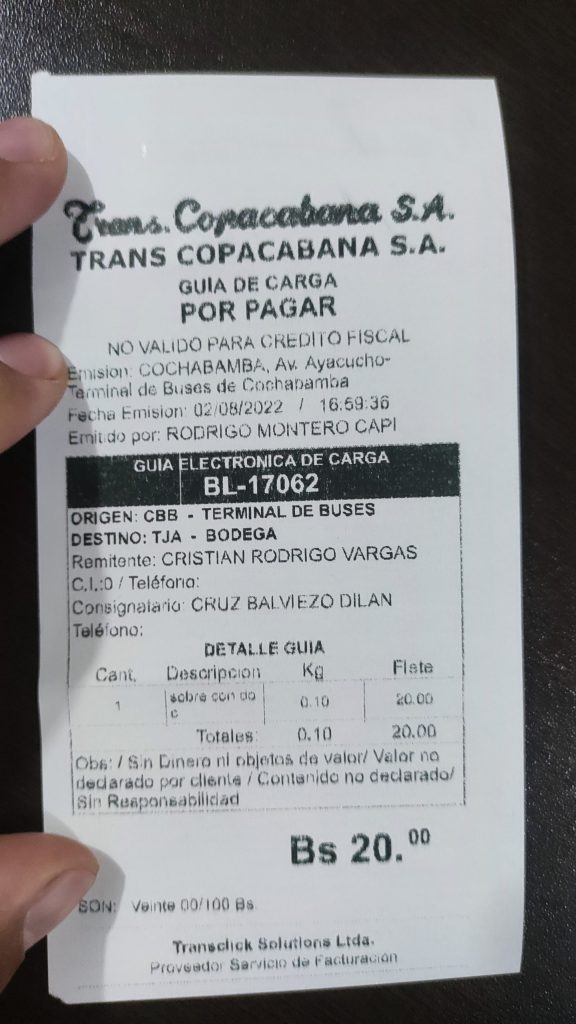 Trans. Copacabana S.A.
TRANS COPACABANA S.A.
GUIA DE CARGA
POR PAGAR
NO VALIDO PARA CREDITO FISCAL
Emision: COCHABAMBA, Av. Ayacucho-
Terminal de Buses de Cochabamba
Fecha Emision: 02/08/2022 / 16:59:36
Emitido por: RODRIGO MONTERO CAPI
GUIA ELECTRONICA DE CARGA
BL-17062
ORIGEN: CBB - TERMINAL DE BUSES
DESTINO: TJA - BODEGA
Remitente: CRISTIAN RODRIGO VARGAS
C.I.:0 / Teléfono:
Consignatario: CRUZ BALVIEZO DILAN
Teléfono:
DETALLE GUIA
Cant. Descripcion Kg Flete
1 sobre con do 0.10 20.00
c
Totales: 0.10 20.00
Obs: / Sin Dinero ni objetos de valor/ Valor no
declarado por cliente / Contenido no declarado/
Sin Responsabilidad
Bs 20.00
SON: Veinte 00/100 Bs
Transclick Solutions Ltda.
Proveedor Servicio de Facturación